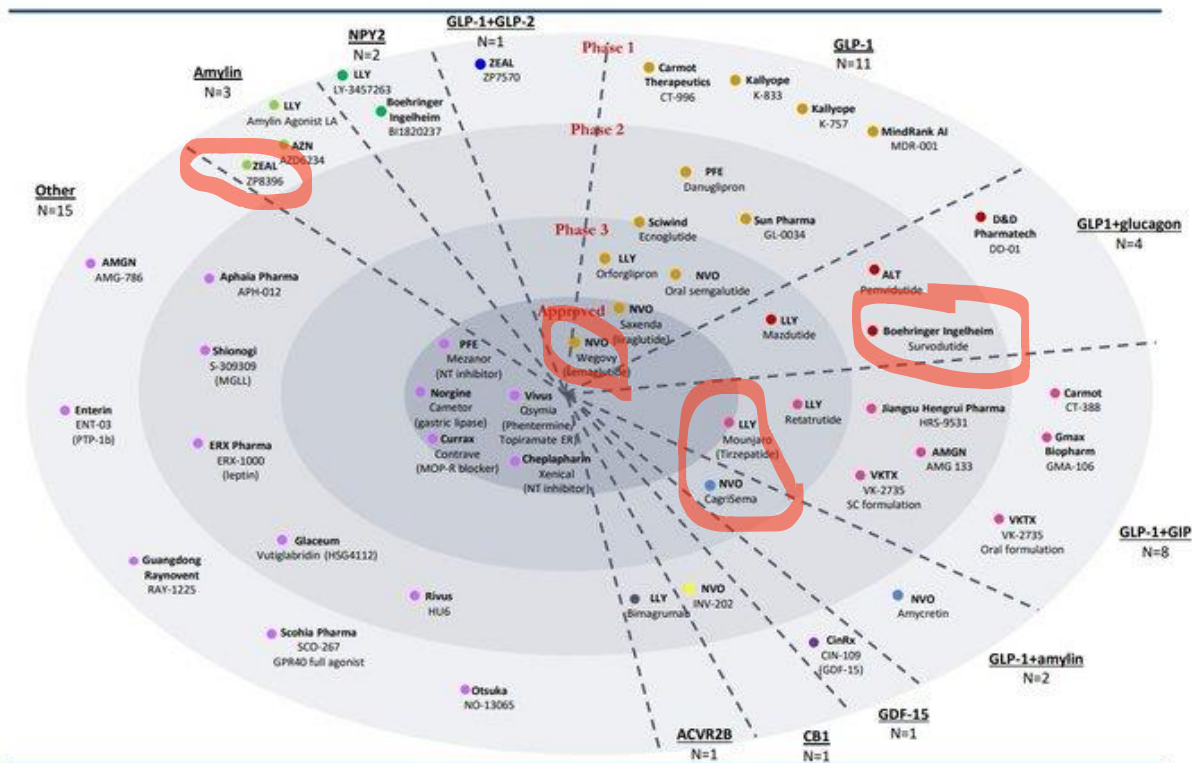 GLP-1+GLP-2
N=1
NPY2
N=2
Amylin
N=3
Other
N=15
GLP-1
N=11
GLP1+glucagon
N=4
GLP-1+GIP
N=8
GLP-1+amylin
N=2
GDF-15
N=1
CB1
N=1
ACVR2B
N=1
Phase 1
Phase 2
Phase 3
Approved
ZEAL
ZP7570
LLY
LY-3457263
Boehringer
Ingelheim
BI1820237
LLY
Amylin Agonist LA
AZN
AZD6234
ZEAL
ZP8396
Carmot
Therapeutics
CT-996
Kallyope
K-833
Kallyope
K-757
MindRank AI
MDR-001
PFE
Danuglipron
Sciwind
Ecnoglutide
Sun Pharma
GL-0034
LLY
Orforglipron
NVO
Oral semgalutide
NVO
Saxenda
(liraglutide)
NVO
Wegovy
(Semaglutide)
D&D
Pharmatech
DD-01
ALT
Pemvidutide
LLY
Mazdutide
Boehringer Ingelheim
Survodutide
LLY
Mounjaro
(Tirzepatide)
LLY
Retatrutide
Jiangsu Hengrui Pharma
HRS-9531
Carmot
CT-388
Gmax
Biopharm
GMA-106
AMGN
AMG 133
VKTX
VK-2735
SC formulation
VKTX
VK-2735
Oral formulation
NVO
CagriSema
NVO
Amycretin
CinRx
CIN-109
(GDF-15)
NVO
INV-202
LLY
Bimagrumab
AMGN
AMG-786
Aphaia Pharma
APH-012
Shionogi
S-309309
(MGLL)
Enterin
ENT-03
(PTP-1b)
ERX Pharma
ERX-1000
(leptin)
PFE
Mezanor
(NT inhibitor)
Norgine
Cametor
(gastric lipase)
Vivus
Qsymia
(Phentermine/
Topiramate ER)
Currax
Contrave
(MOP-R blocker)
Cheplapharin
Xenical
(NT inhibitor)
Glaceum
Vutiglabridin (HSG4112)
Guangdong
Raynovent
RAY-1225
Rivus
HU6
Scohia Pharma
SCO-267
GPR40 full agonist
Otsuka
NO-13065